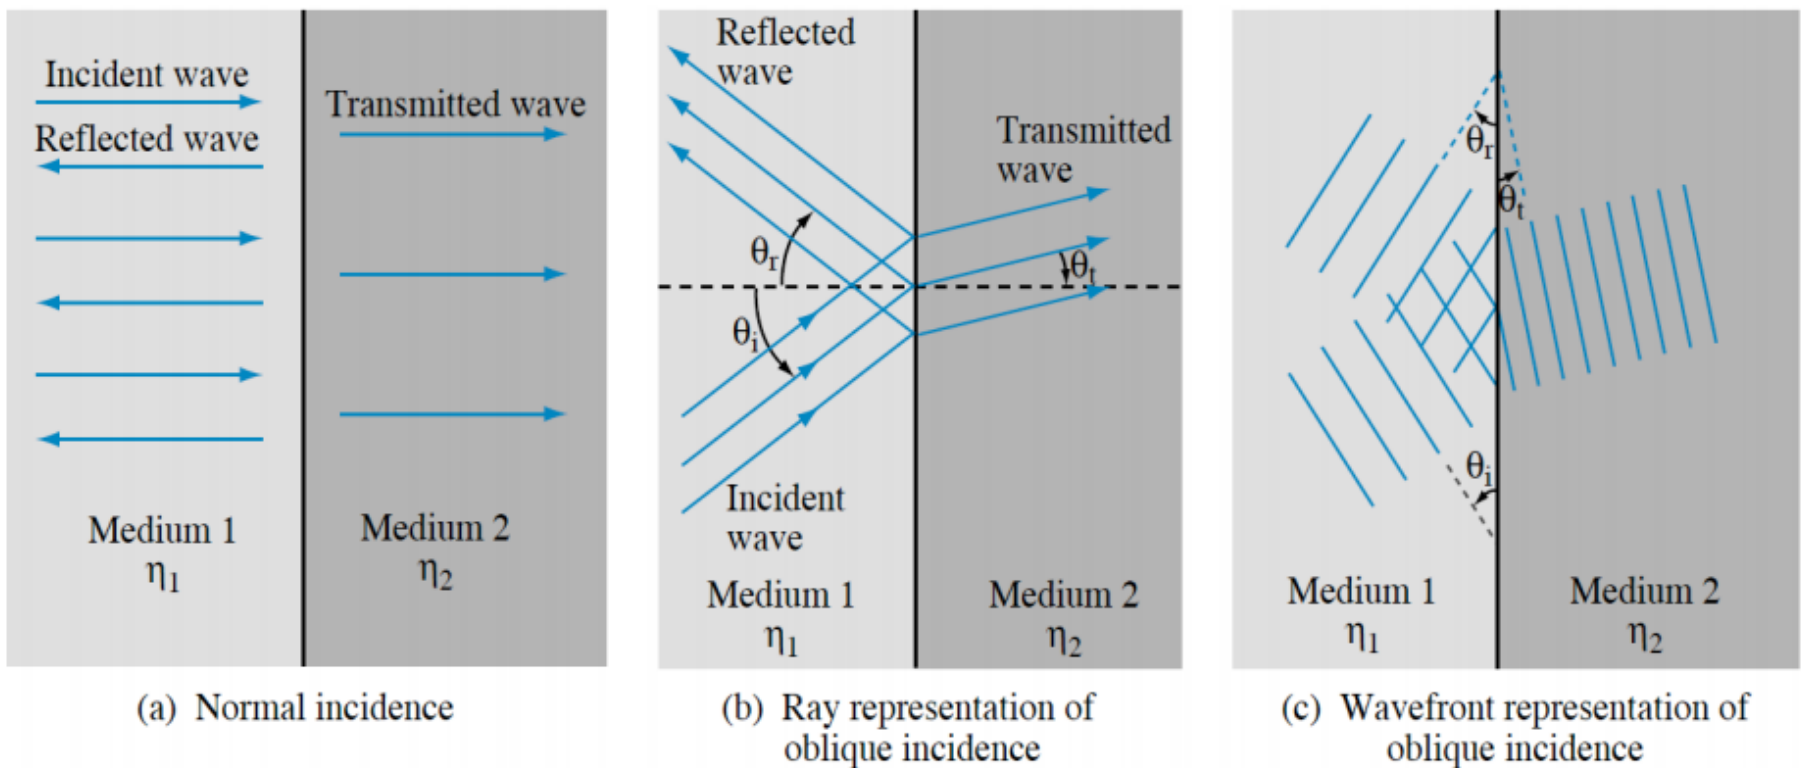 Incident wave
Reflected wave
Transmitted wave
Medium 1
η₁
Medium 2
η₂
(a) Normal incidence
Reflected
wave
Transmitted
wave
θᵣ
θₜ
θᵢ
Incident
wave
Medium 1
η₁
Medium 2
η₂
(b) Ray representation of
oblique incidence
θᵣ
θₜ
θᵢ
Medium 1
η₁
Medium 2
η₂
(c) Wavefront representation of
oblique incidence